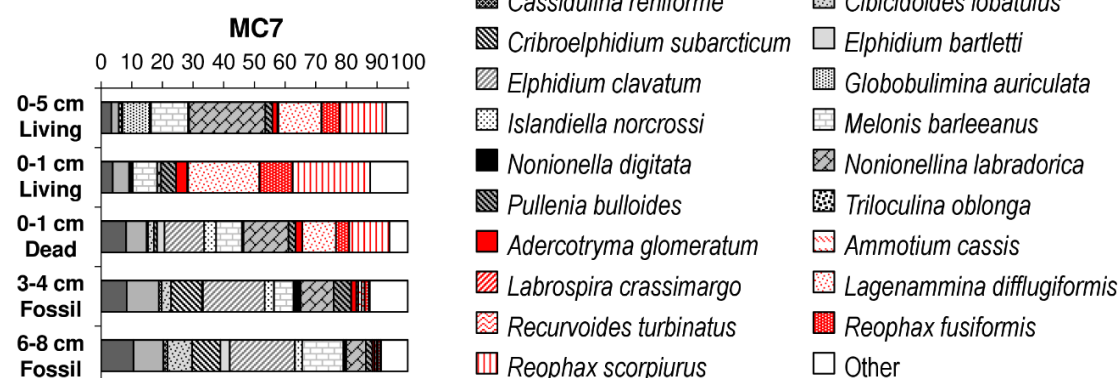 Cassidulina reniforme
Cibicidoides lobatulus
MC7
0 10 20 30 40 50 60 70 80 90 100
Cribroelphidium subarcticum
Elphidium bartletti
Elphidium clavatum
Globobulimina auriculata
0-5 cm
Living
Islandiella norcrossi
Melonis barleeanus
0-1 cm
Living
Nonionella digitata
Nonionellina labradorica
Pullenia bulloides
Triloculina oblonga
0-1 cm
Dead
Adercotryma glomeratum
Ammotium cassis
3-4 cm
Fossil
Labrospira crassimargo
Lagenammina difflugiformis
Recurvoides turbinatus
Reophax fusiformis
6-8 cm
Fossil
Reophax scorpiurus
Other